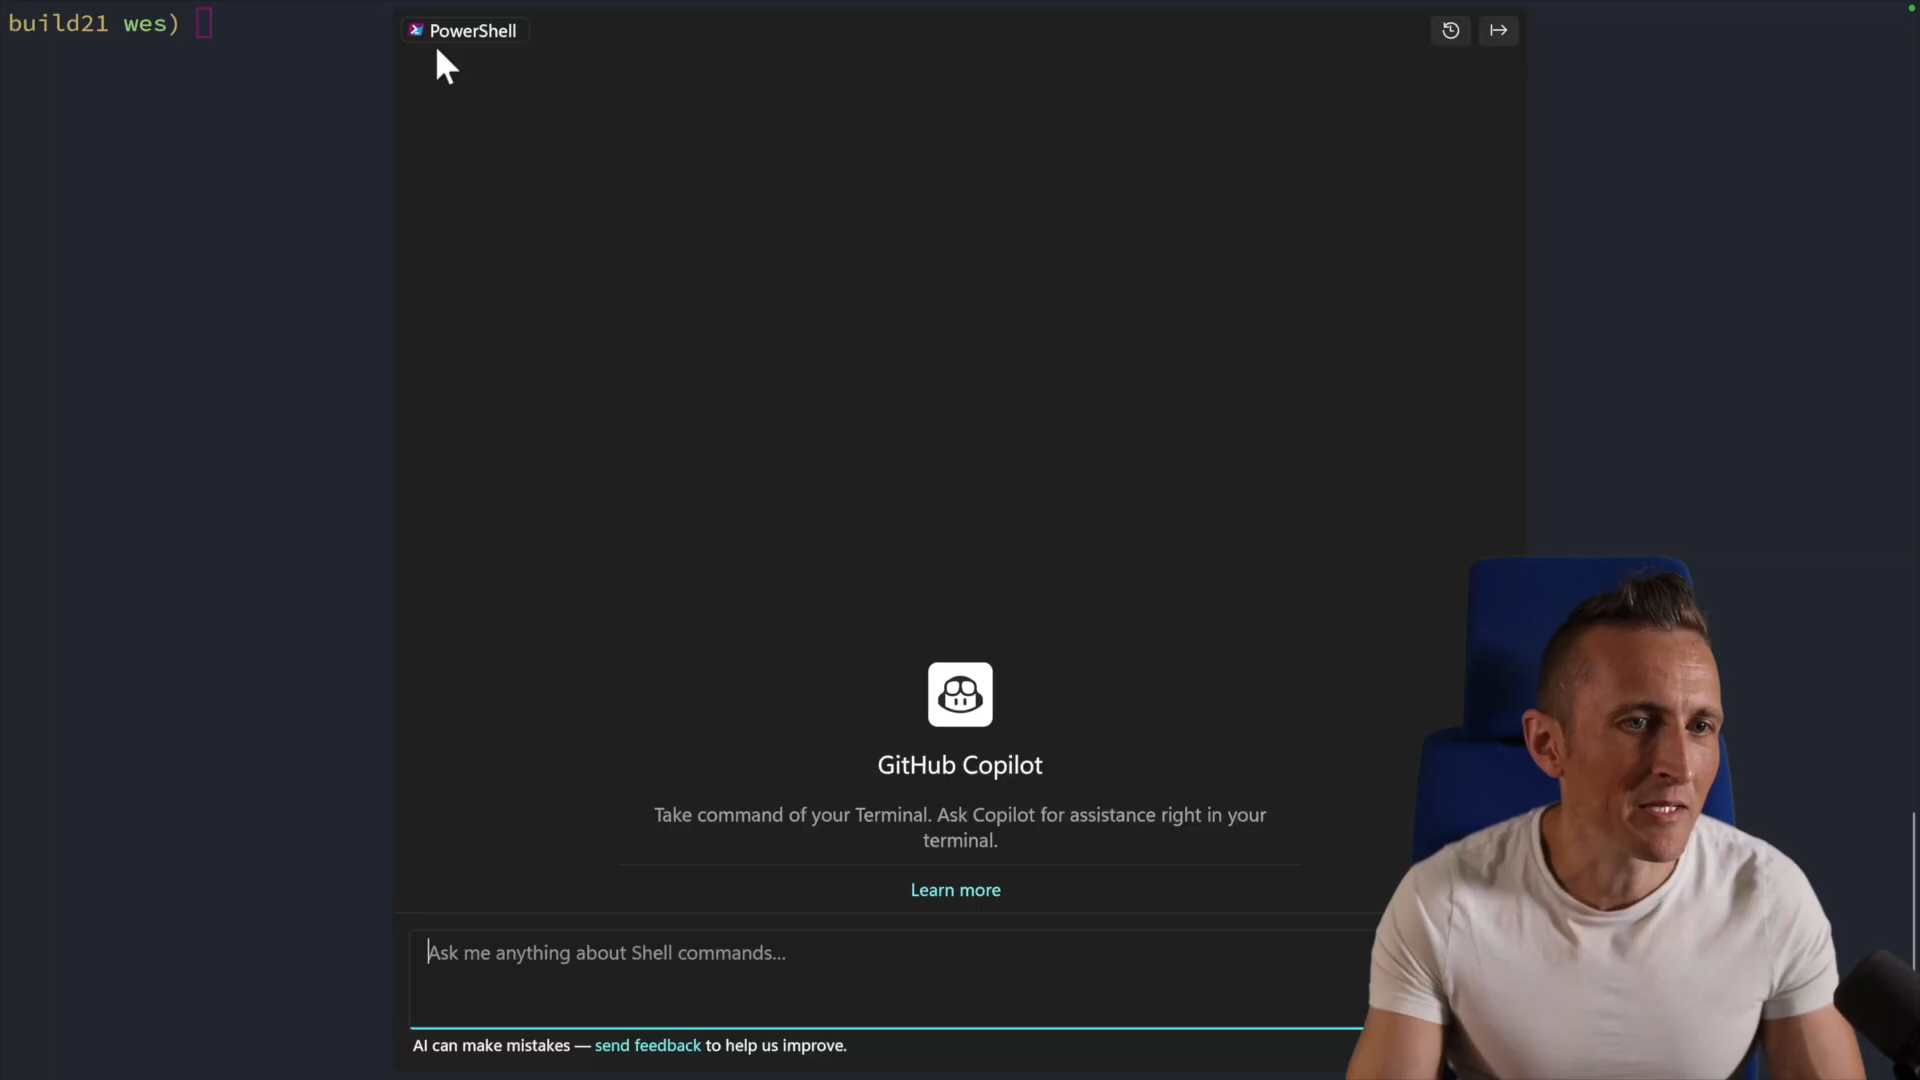 build21 wes)
PowerShell
GitHub Copilot
Take command of your Terminal. Ask Copilot for assistance right in your
terminal.
Learn more
Ask me anything about Shell commands...
AI can make mistakes — send feedback to help us improve.